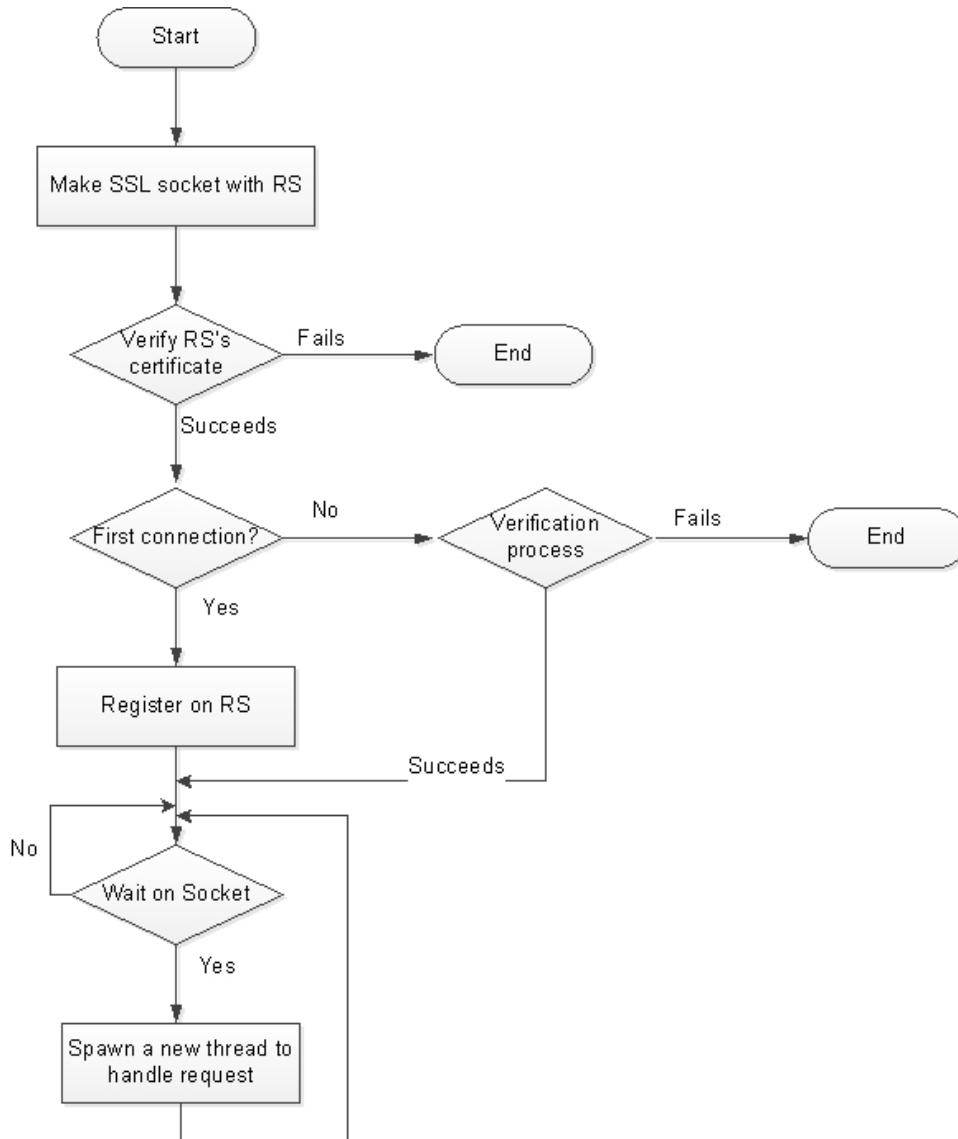 Start
Make SSL socket with RS
Verify RS's
certificate
Fails
End
Succeeds
First connection?
No
Verification
process
Fails
End
Yes
Register on RS
Succeeds
No
Wait on Socket
Yes
Spawn a new thread to
handle request